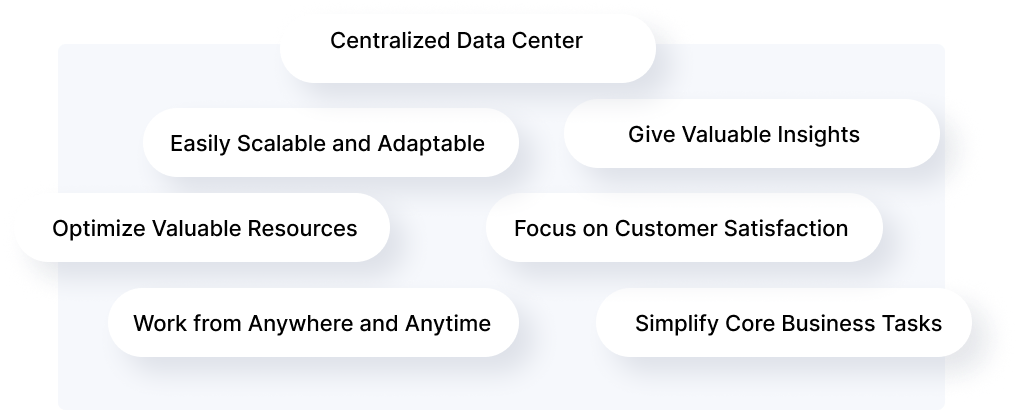 Centralized Data Center
Easily Scalable and Adaptable
Give Valuable Insights
Optimize Valuable Resources
Focus on Customer Satisfaction
Work from Anywhere and Anytime
Simplify Core Business Tasks